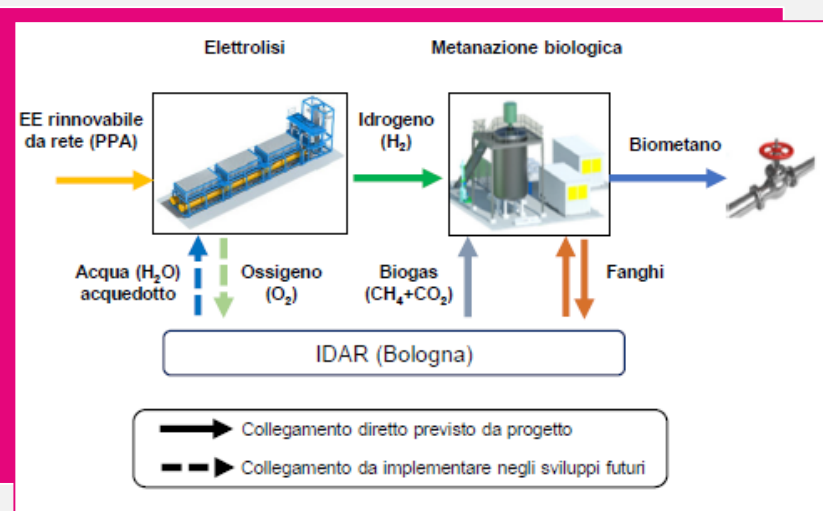 Elettrolisi
Metanazione biologica
EE rinnovabile
da rete (PPA)
Idrogeno
(H₂)
Biometano
Acqua (H₂O)
acquedotto
Ossigeno
(O₂)
Biogas
(CH₄+CO₂)
Fanghi
IDAR (Bologna)
Collegamento diretto previsto da progetto
Collegamento da implementare negli sviluppi futuri